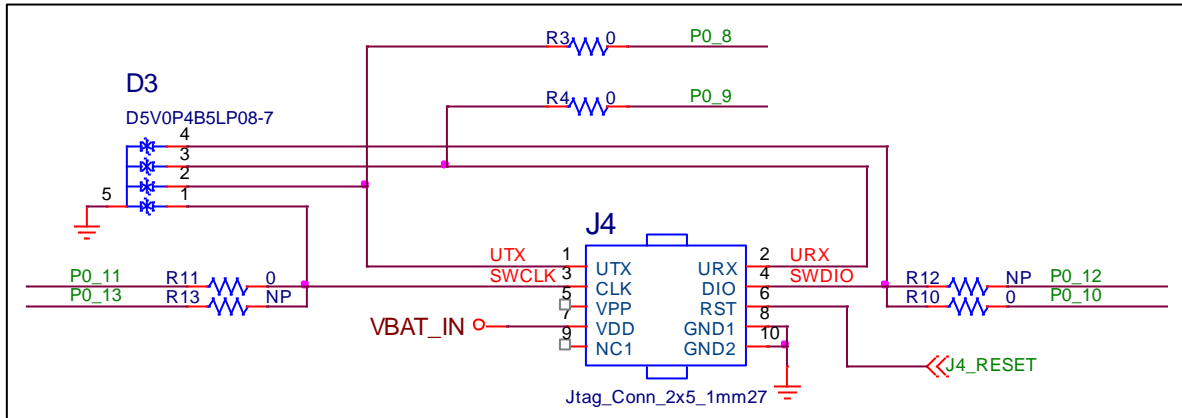 R3 0 P0_8
D3
R4 0 P0_9
D5V0P4B5LP08-7
4
3
2
5 1
J4
UTX 1 UTX URX 2 URX
P0_11 R11 0 SWCLK 3 CLK DIO 4 SWDIO R12 NP P0_12
P0_13 R13 NP 5 VPP RST 6 R10 0 P0_10
VBAT_IN 7 VDD GND1 8
9 NC1 GND2 10
J4_RESET
Jtag_Conn_2x5_1mm27